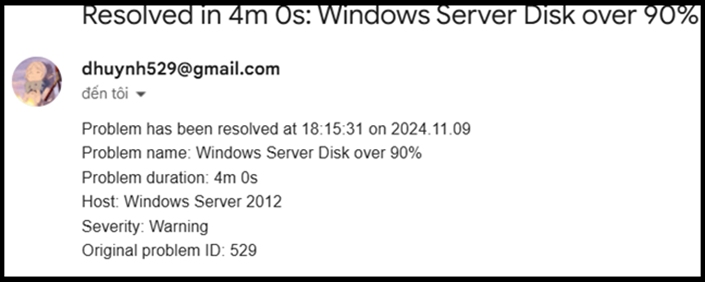 Resolved in 4m 0s: Windows Server Disk over 90%
dhuynh529@gmail.com
đến tôi
Problem has been resolved at 18:15:31 on 2024.11.09
Problem name: Windows Server Disk over 90%
Problem duration: 4m 0s
Host: Windows Server 2012
Severity: Warning
Original problem ID: 529